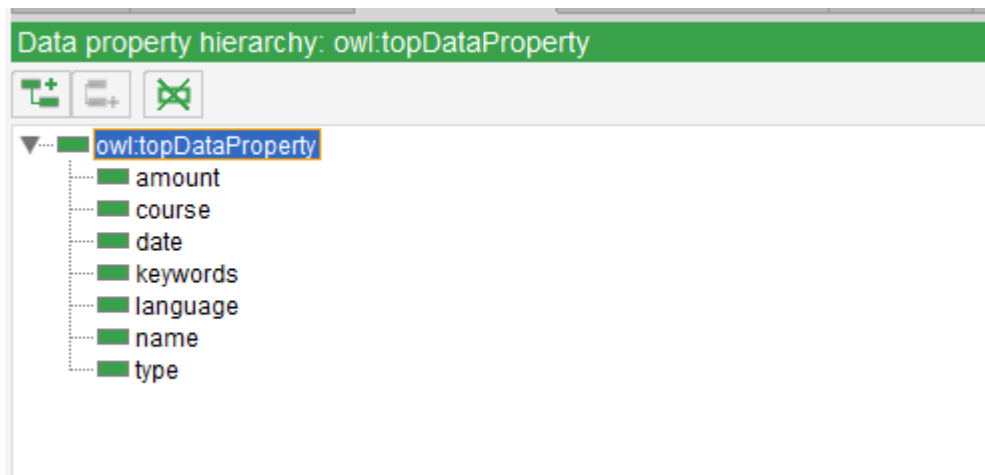 Data property hierarchy: owl:topDataProperty
owl:topDataProperty
amount
course
date
keywords
language
name
type